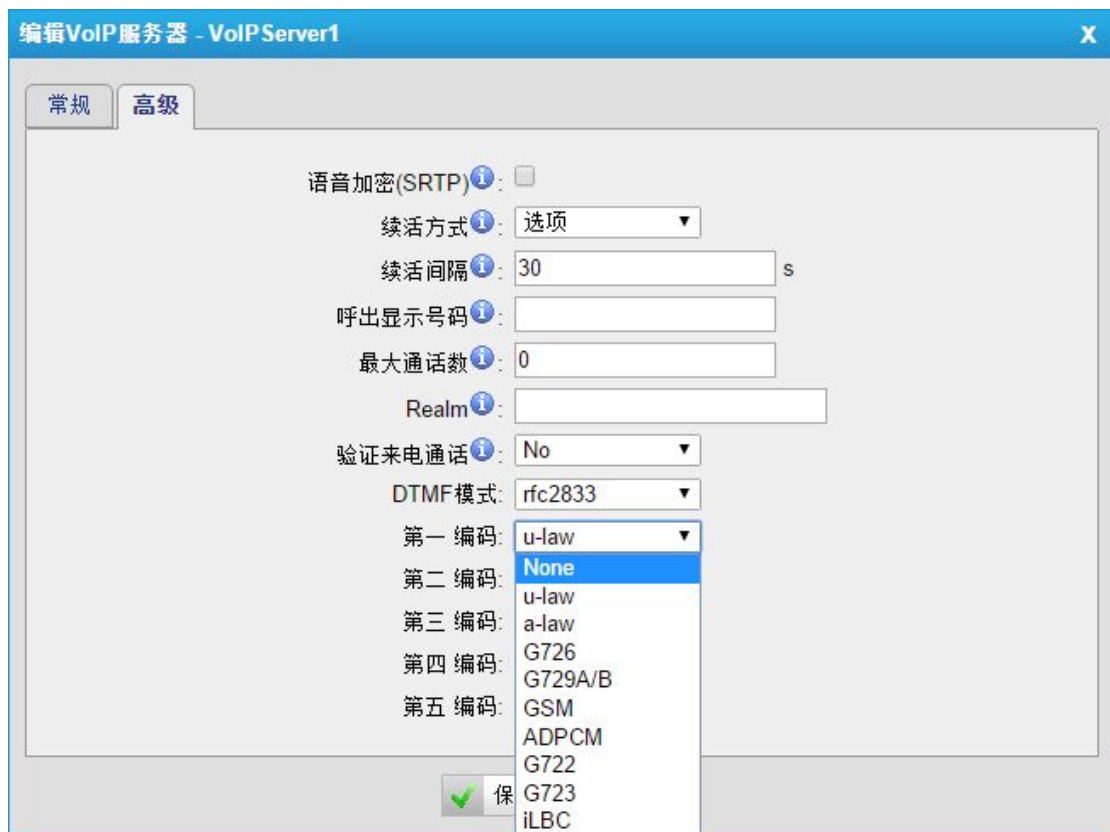 编辑VoIP服务器 - VoIPServer1 X
常规 高级
语音加密(SRTP) :
续活方式 : 选项
续活间隔 : 30 s
呼出显示号码 :
最大通话数 : 0
Realm :
验证来电通话 : No
DTMF模式: rfc2833
第一 编码: u-law
None
第二 编码:
u-law
第三 编码: a-law
G726
第四 编码:
G729A/B
第五 编码: GSM
ADPCM
G722
保 G723
iLBC